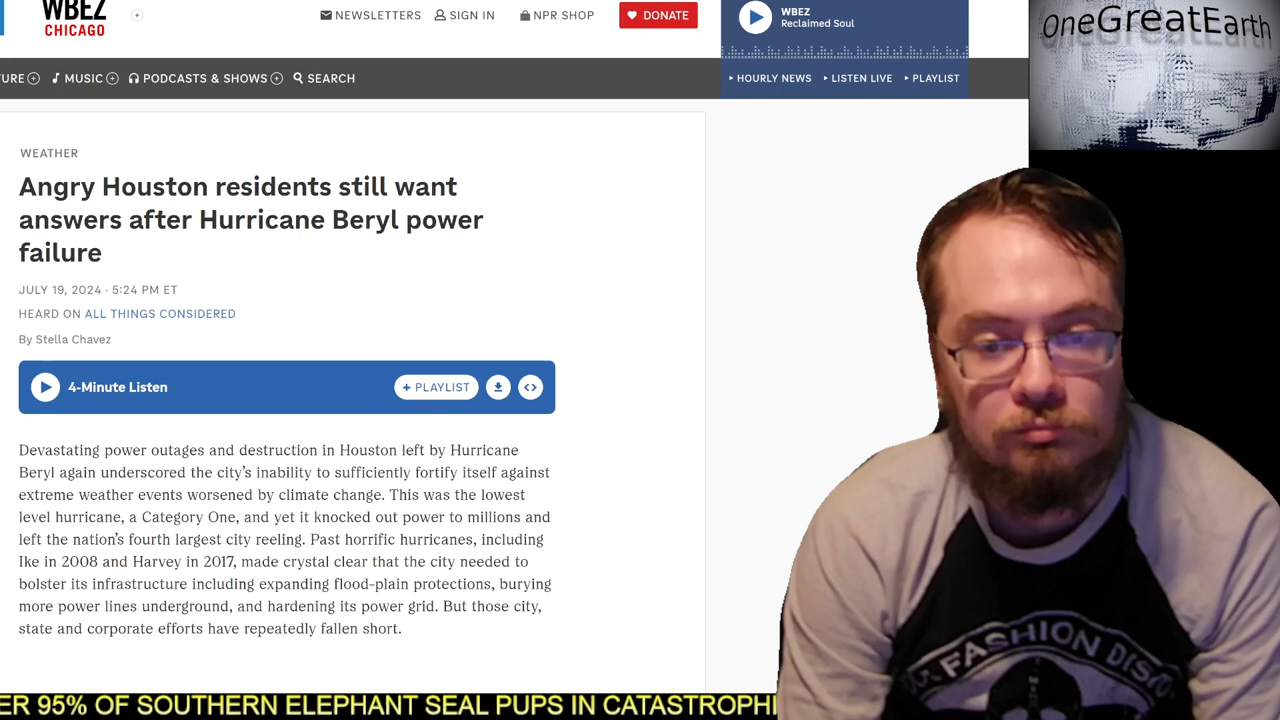 WBEZ
CHICAGO
NEWSLETTERS SIGN IN NPR SHOP DONATE
WBEZ
Reclaimed Soul
OneGreatEarth
URE MUSIC PODCASTS & SHOWS SEARCH
HOURLY NEWS LISTEN LIVE PLAYLIST
WEATHER
Angry Houston residents still want
answers after Hurricane Beryl power
failure
JULY 19, 2024 · 5:24 PM ET
HEARD ON ALL THINGS CONSIDERED
By Stella Chavez
4-Minute Listen + PLAYLIST
Devastating power outages and destruction in Houston left by Hurricane
Beryl again underscored the city's inability to sufficiently fortify itself against
extreme weather events worsened by climate change. This was the lowest
level hurricane, a Category One, and yet it knocked out power to millions and
left the nation's fourth largest city reeling. Past horrific hurricanes, including
Ike in 2008 and Harvey in 2017, made crystal clear that the city needed to
bolster its infrastructure including expanding flood-plain protections, burying
more power lines underground, and hardening its power grid. But those city,
state and corporate efforts have repeatedly fallen short.
FASHION
ER 95% OF SOUTHERN ELEPHANT SEAL PUPS IN CATASTROPHI